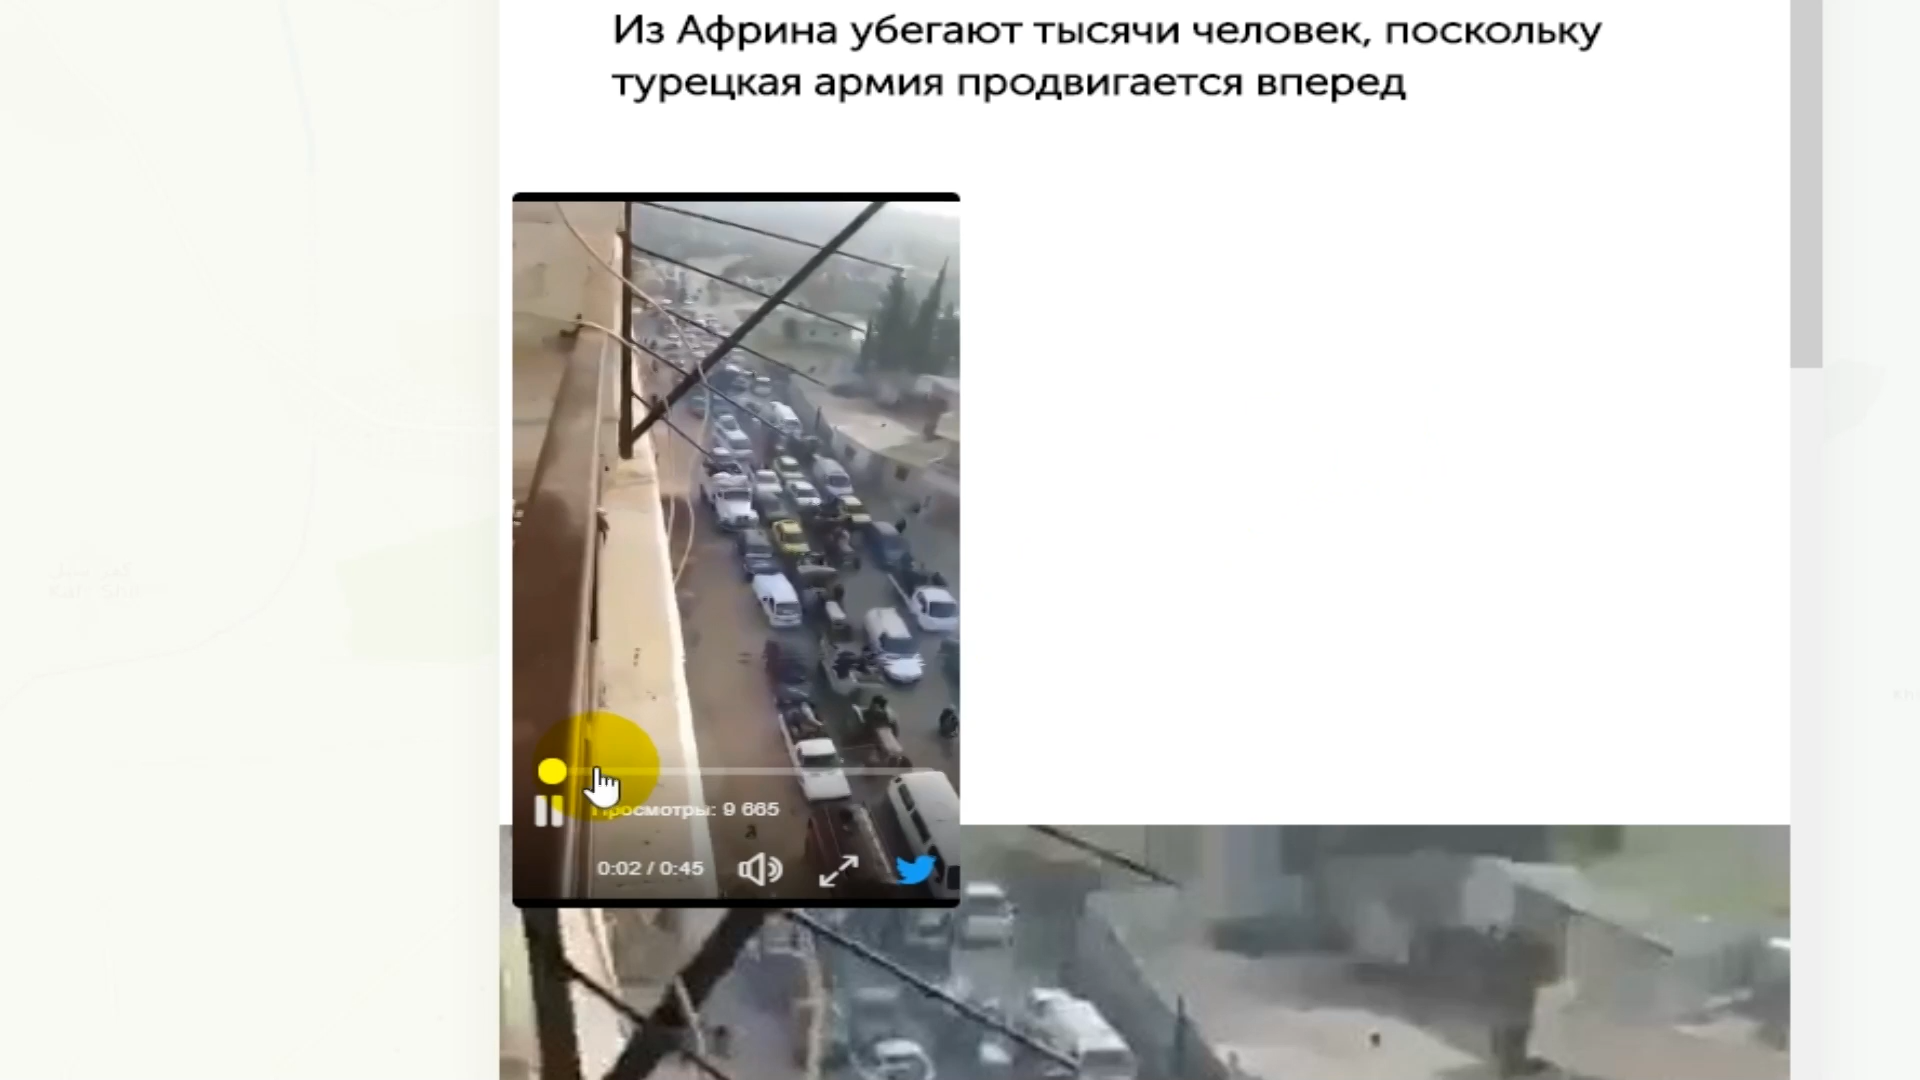 Из Африна убегают тысячи человек, поскольку
турецкая армия продвигается вперед
Просмотры: 9 665
0:02 / 0:45